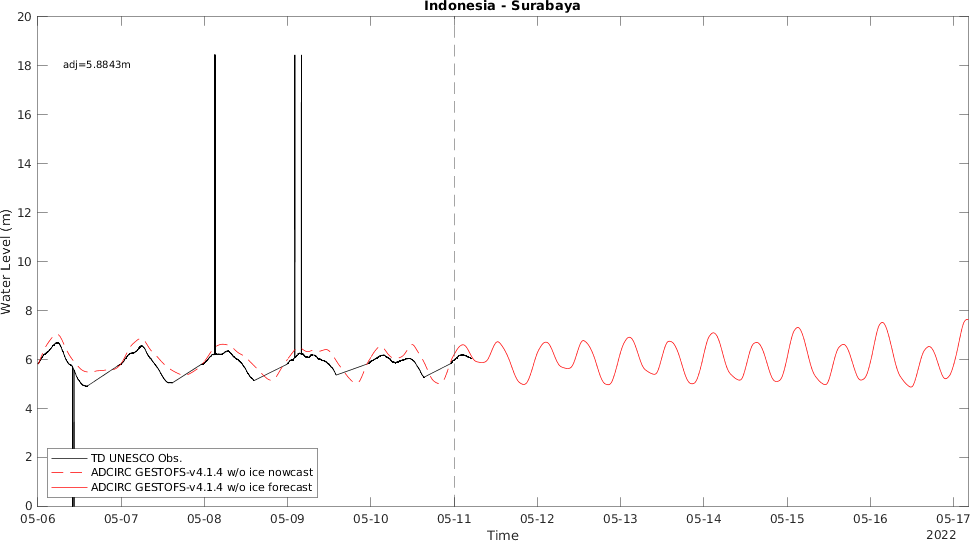 Indonesia - Surabaya
20
18
16
14
12
10
8
6
4
2
0
Water Level (m)
adj=5.8843m
TD UNESCO Obs.
ADCIRC GESTOFS-v4.1.4 w/o ice nowcast
ADCIRC GESTOFS-v4.1.4 w/o ice forecast
05-06 05-07 05-08 05-09 05-10 05-11 05-12 05-13 05-14 05-15 05-16 05-17
Time
2022